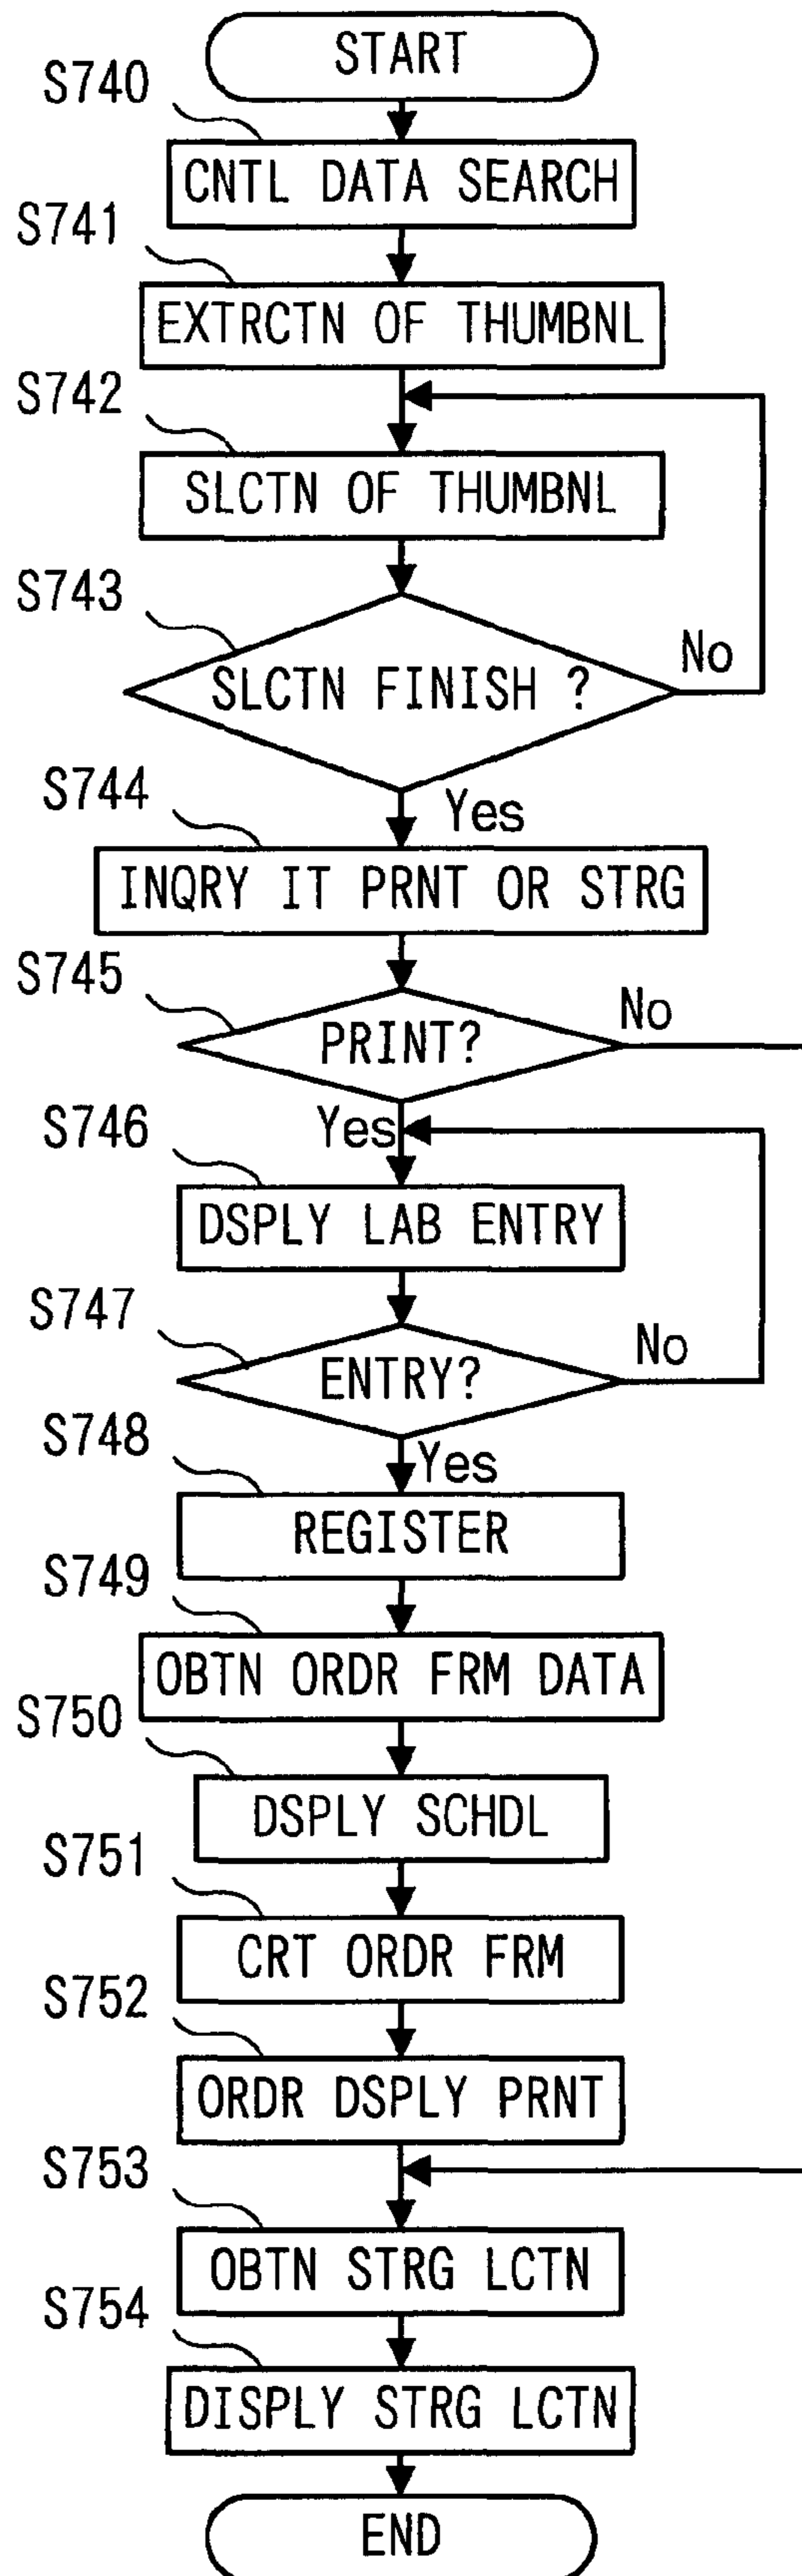 START
S740
CNTL DATA SEARCH
S741
EXTRCTN OF THUMBNL
S742
SLCTN OF THUMBNL
S743
SLCTN FINISH ?
No
Yes
S744
INQRY IT PRNT OR STRG
S745
PRINT?
No
Yes
S746
DSPLY LAB ENTRY
S747
ENTRY?
No
Yes
S748
REGISTER
S749
OBTN ORDR FRM DATA
S750
DSPLY SCHDL
S751
CRT ORDR FRM
S752
ORDR DSPLY PRNT
S753
OBTN STRG LCTN
S754
DISPLY STRG LCTN
END